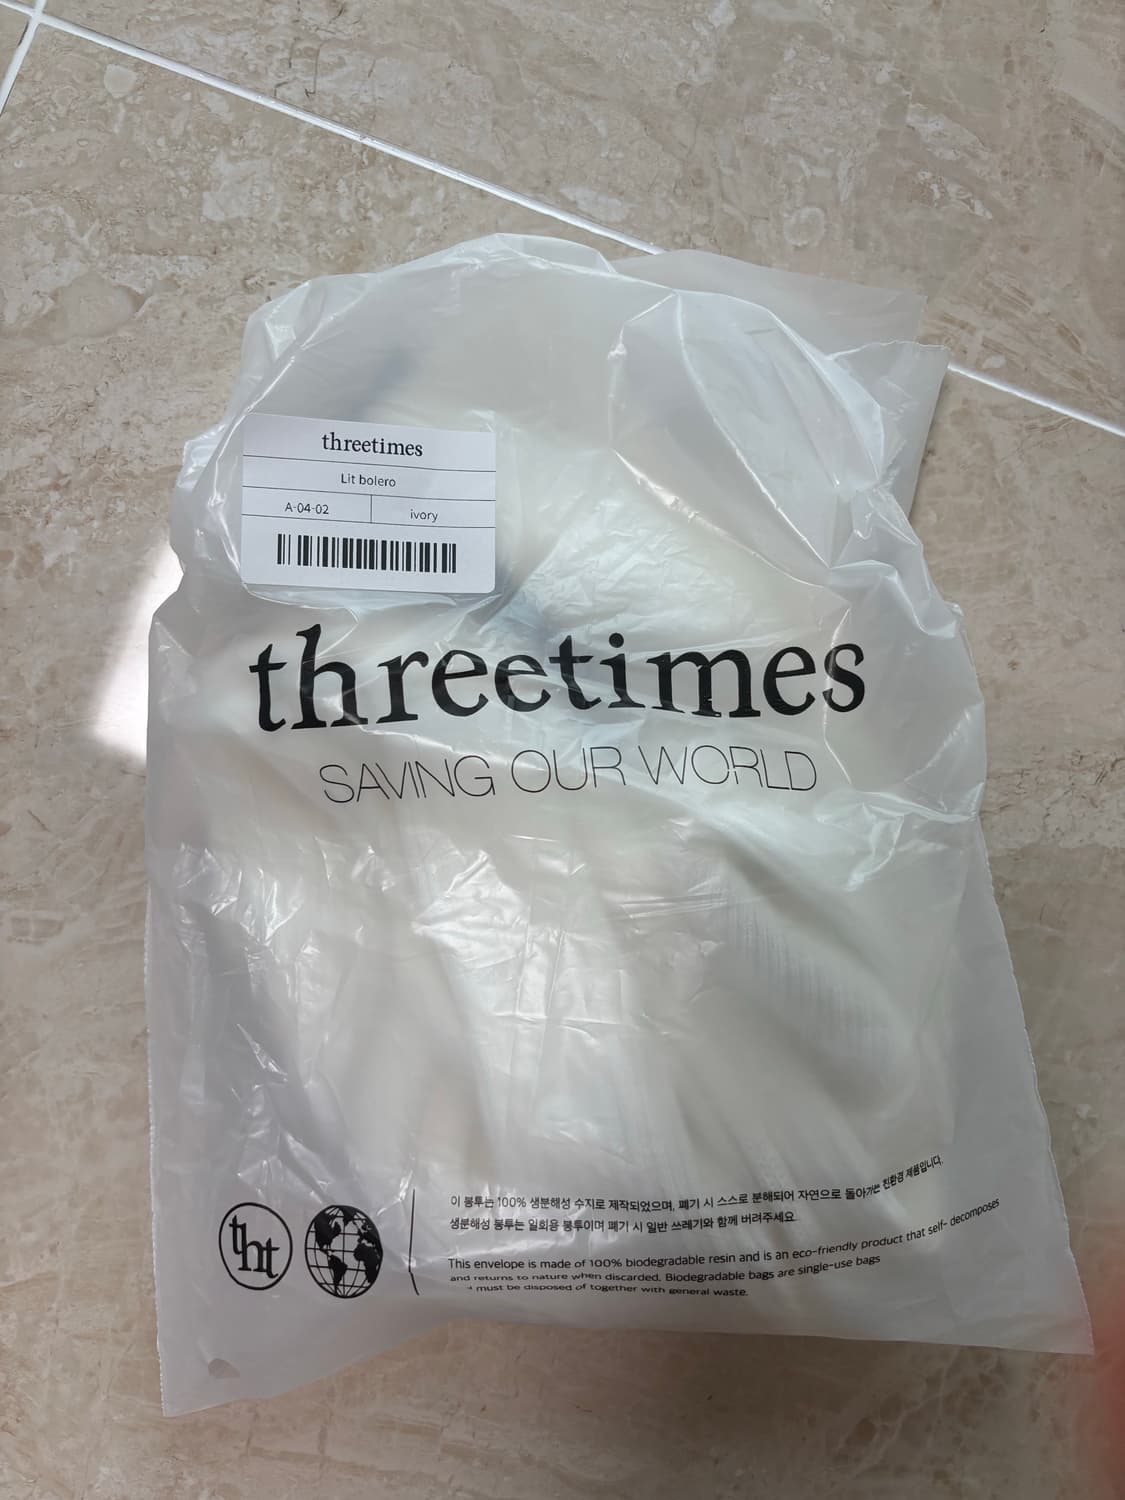 threetimes
Lit bolero
A-04-02
ivory
threetimes
SAVING OUR WORLD
tht
이 봉투는 100% 생분해성 수지로 제작되었으며, 폐기 시 스스로 분해되어 자연으로 돌아가는 친환경 제품입니다.
생분해성 봉투는 일회용 봉투이며 폐기 시 일반 쓰레기와 함께 버려주세요
This envelope is made of 100% biodegradable resin and is an eco-friendly product that self- decomposes
and returns to nature when discarded. Biodegradable bags are single-use bags
must be disposed of together with general waste.